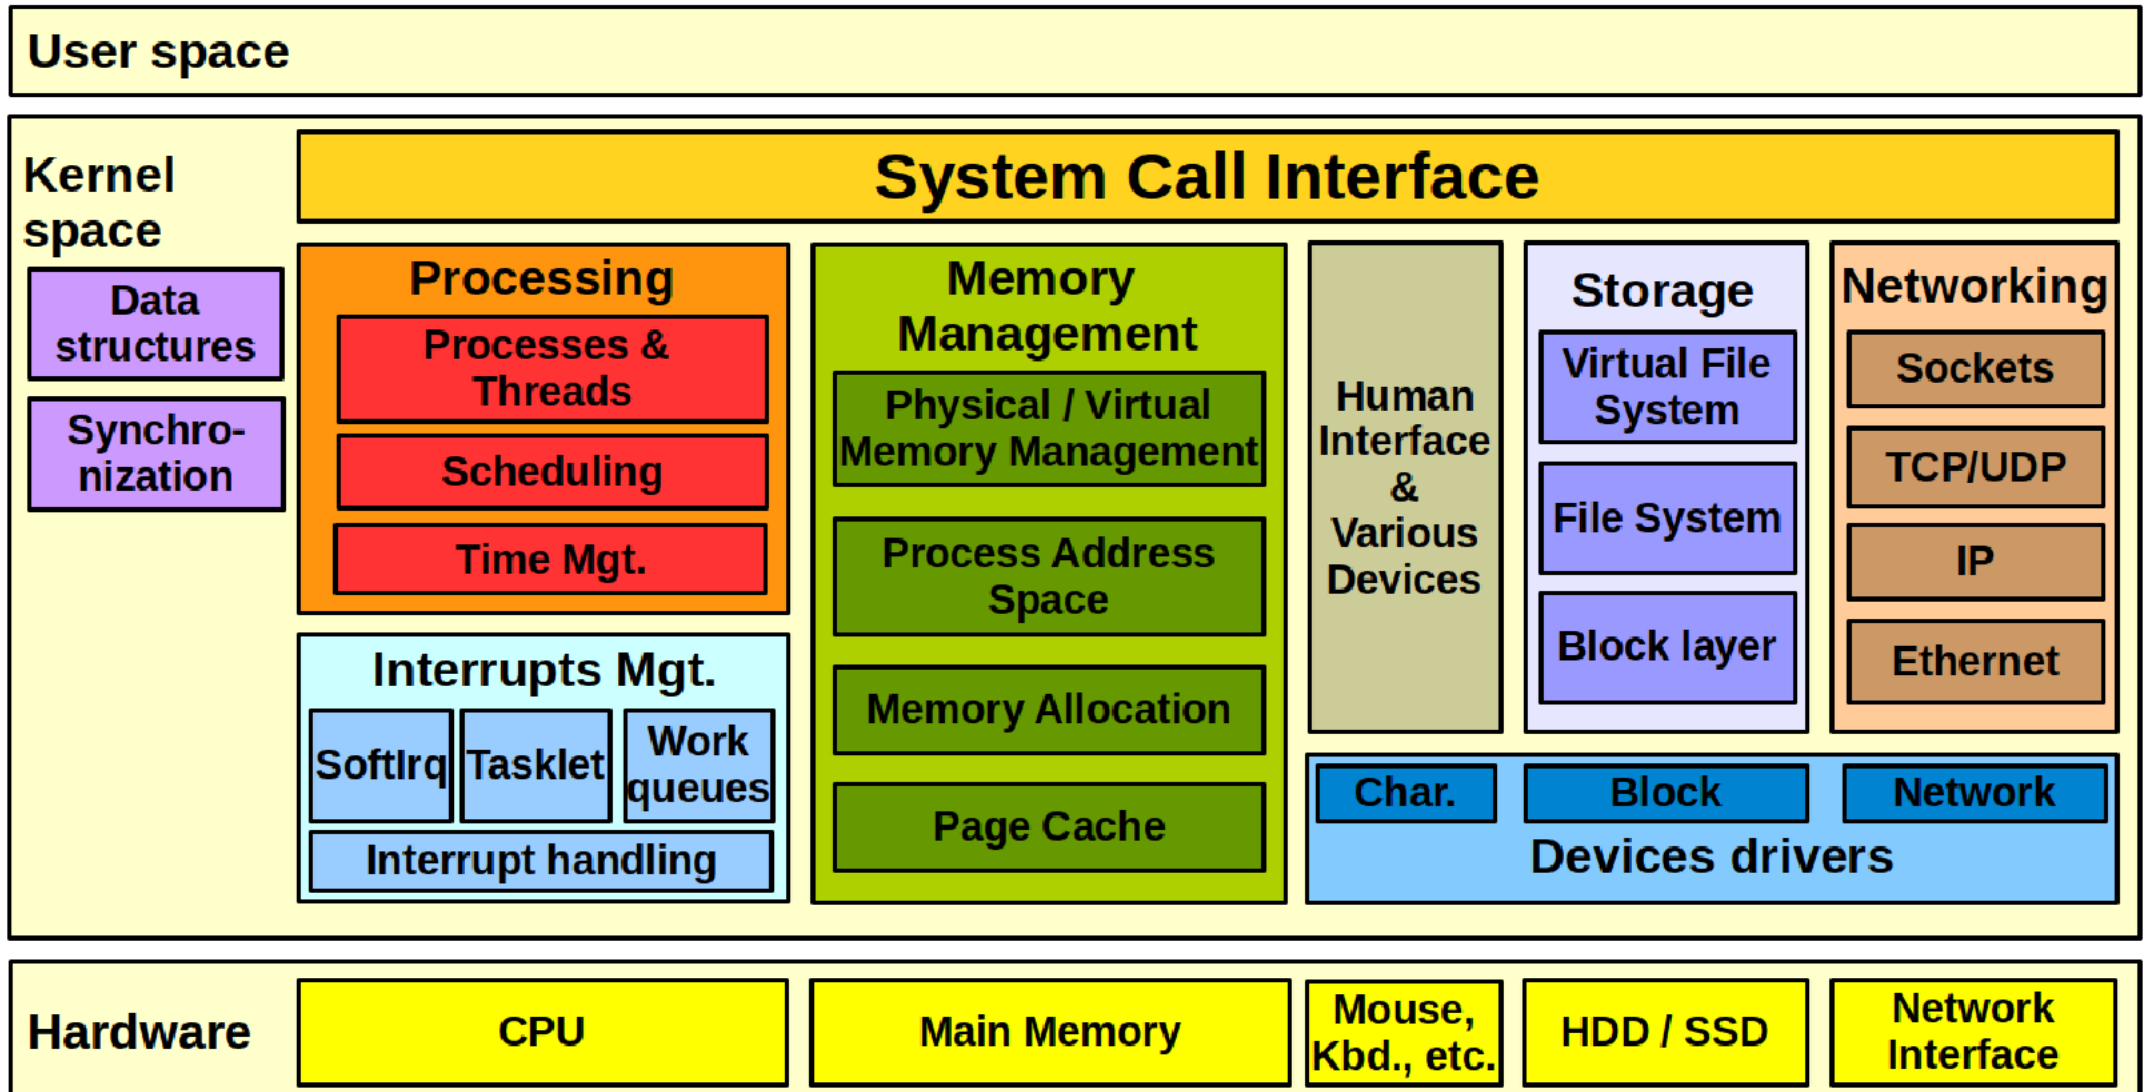 User space
Kernel
space
System Call Interface
Data
structures
Synchro-
nization
Processing
Processes &
Threads
Scheduling
Time Mgt.
Interrupts Mgt.
SoftIrq
Tasklet
Work
queues
Interrupt handling
Memory
Management
Physical / Virtual
Memory Management
Process Address
Space
Memory Allocation
Page Cache
Human
Interface
&
Various
Devices
Storage
Virtual File
System
File System
Block layer
Networking
Sockets
TCP/UDP
IP
Ethernet
Char.
Block
Network
Devices drivers
Hardware
CPU
Main Memory
Mouse,
Kbd., etc.
HDD / SSD
Network
Interface